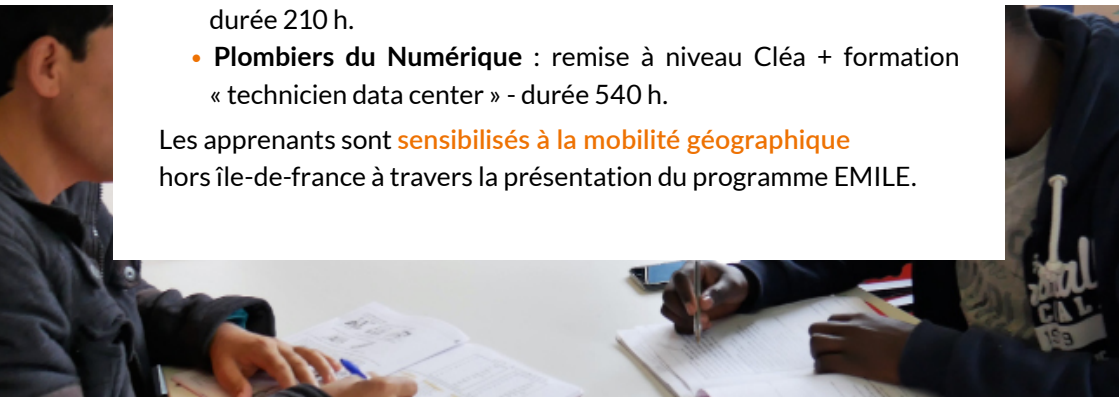 durée 210 h.
• Plombiers du Numérique : remise à niveau Cléa + formation
« technicien data center » - durée 540 h.
Les apprenants sont sensibilisés à la mobilité géographique
hors île-de-france à travers la présentation du programme EMILE.